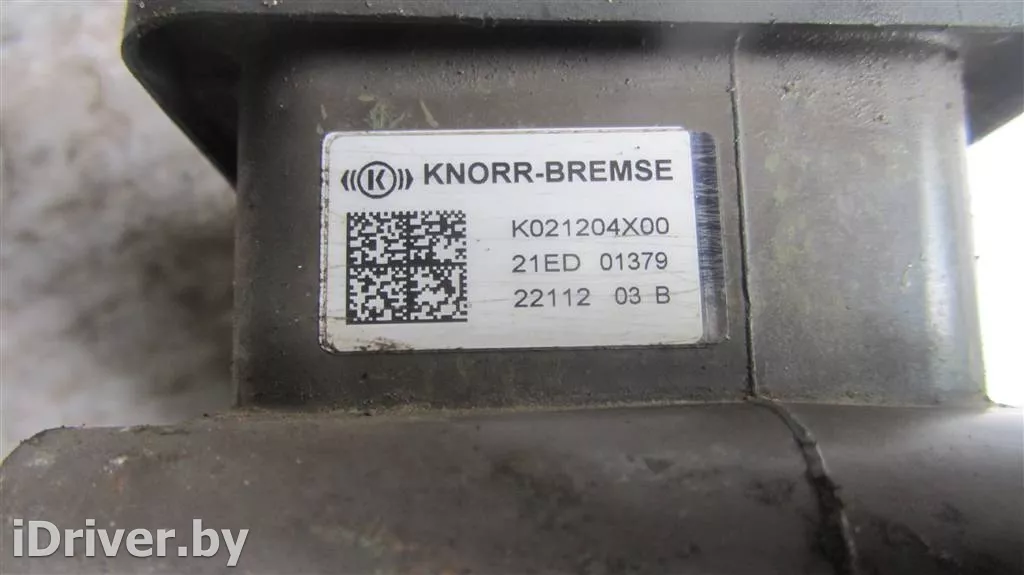 K KNORR-BREMSE
K021204X00
21ED 01379
22112 03 B
iDriver.by